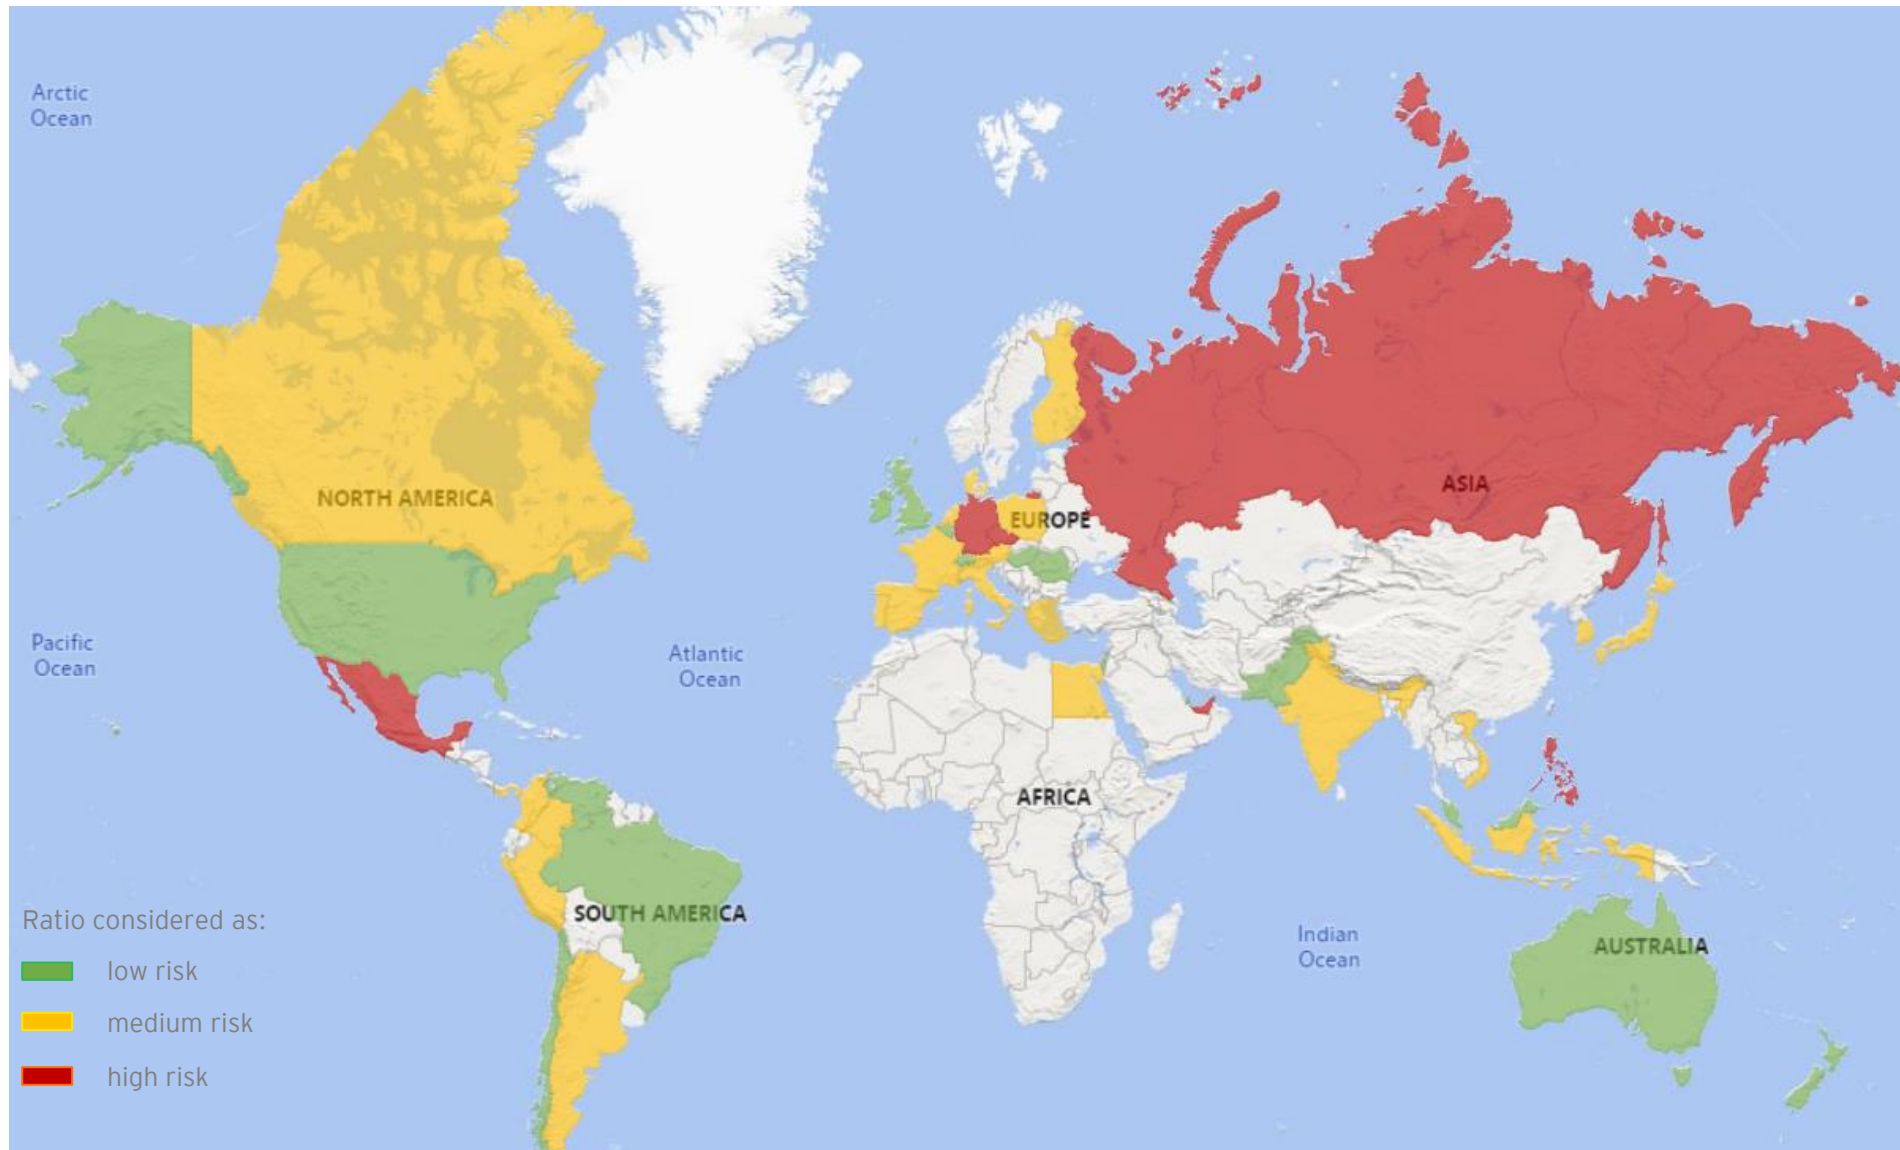 Arctic
Ocean
NORTH AMERICA
ASIA
EUROPE
Pacific
Ocean
Atlantic
Ocean
AFRICA
SOUTH AMERICA
Indian
Ocean
AUSTRALIA
Ratio considered as:
low risk
medium risk
high risk